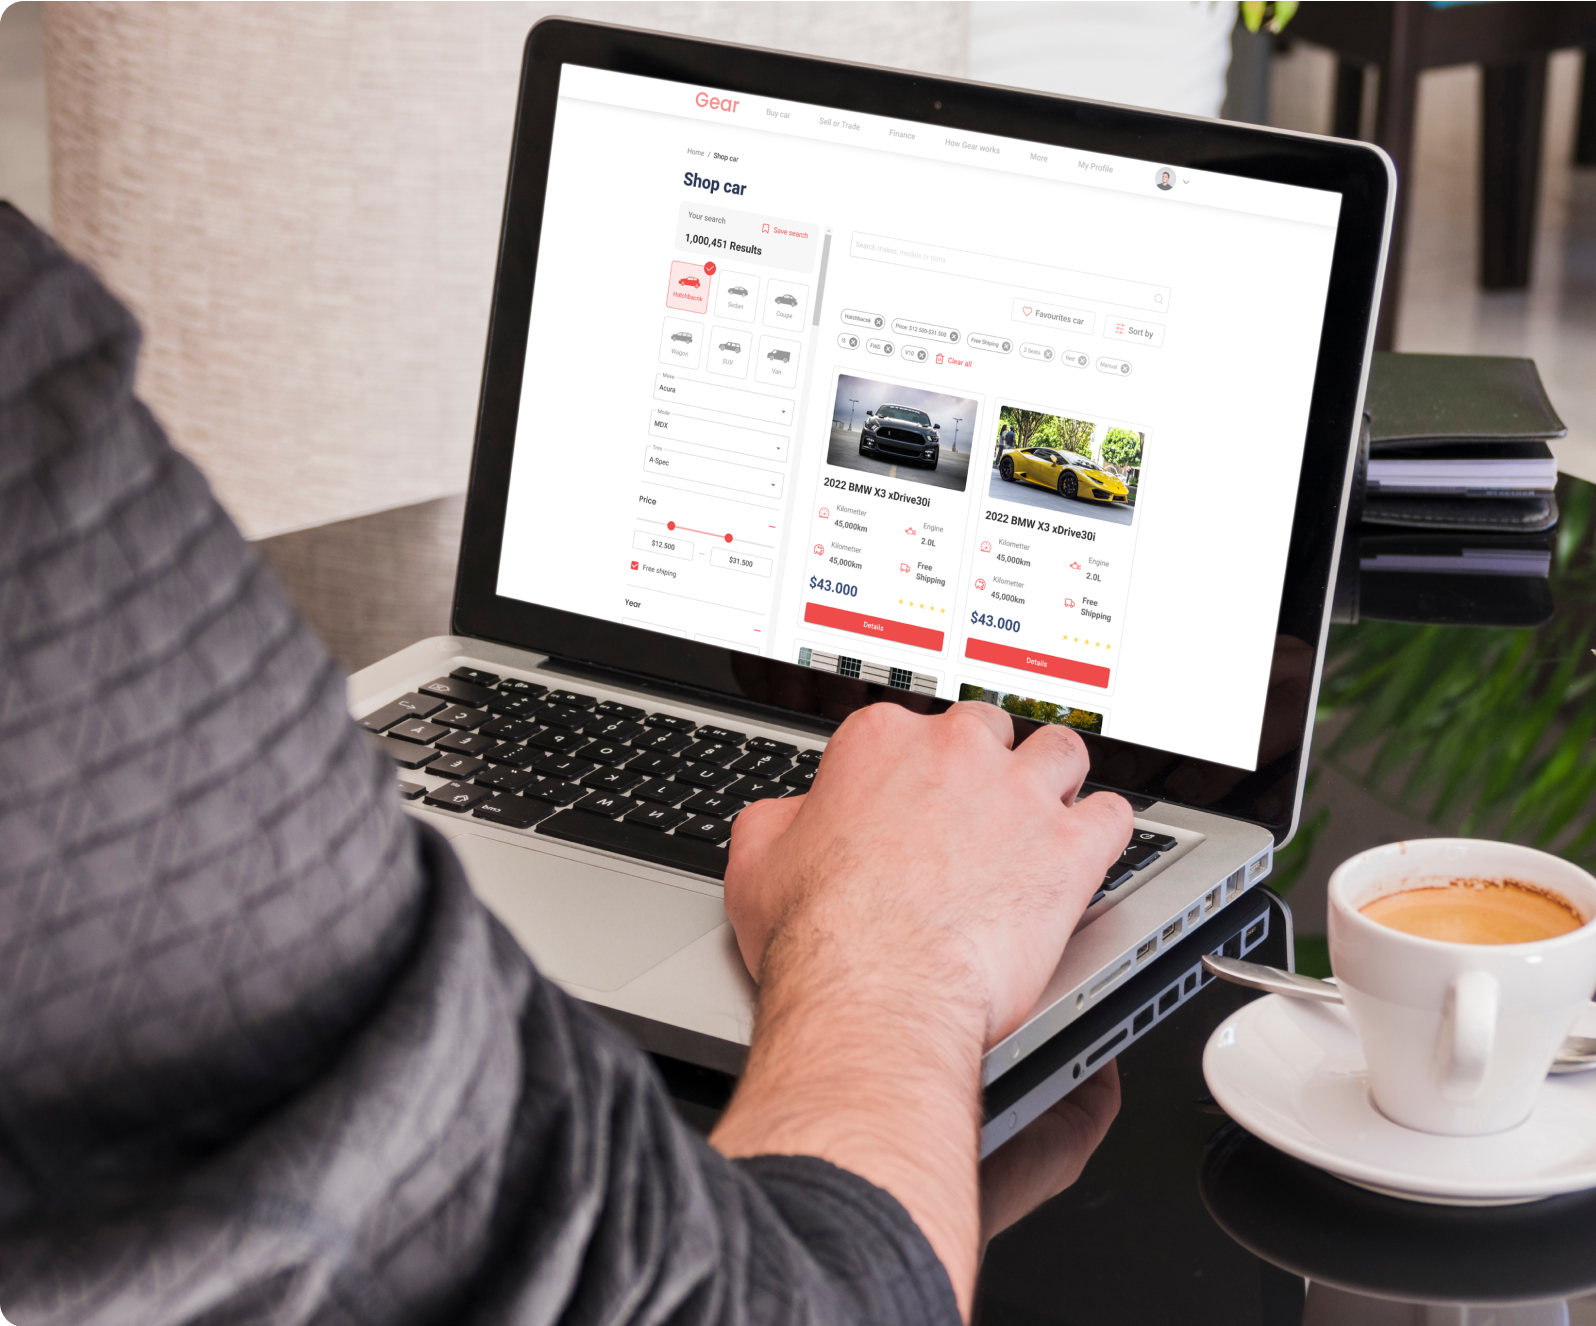 Gear
Buy car
Sell or Trade
Finance
How Gear works
More
My Profile
Home / Shop car
Shop car
Your search
Save search
1,000,451 Results
Hatchbacnk
Sedan
Coupe
Wagon
SUV
Van
Make
Acura
Mode
MDX
Trim
A-Spec
Price
$12.500
$31.500
Free shiping
Year
Search makes, models or trims
Favourites car
Sort by
Hatchbacnk
Price: $12.500-$31.500
Free Shiping
2 Seats
Red
Manual
FWD
V10
Clear all
2022 BMW X3 xDrive30i
Kilometter
45,000km
Engine
2.0L
Kilometter
45,000km
Free
Shipping
$43.000
Details
2022 BMW X3 xDrive30i
Kilometter
45,000km
Engine
2.0L
Kilometter
45,000km
Free
Shipping
$43.000
Details